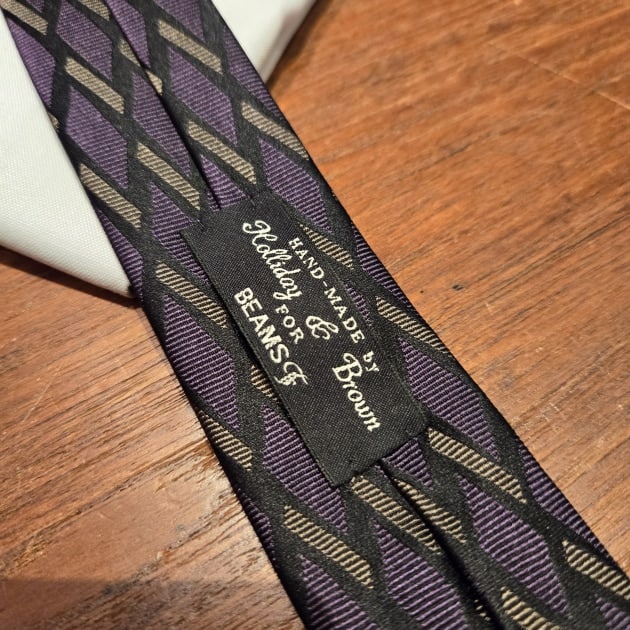 HAND-MADE by
Holliday & Brown
FOR
BEAMS F